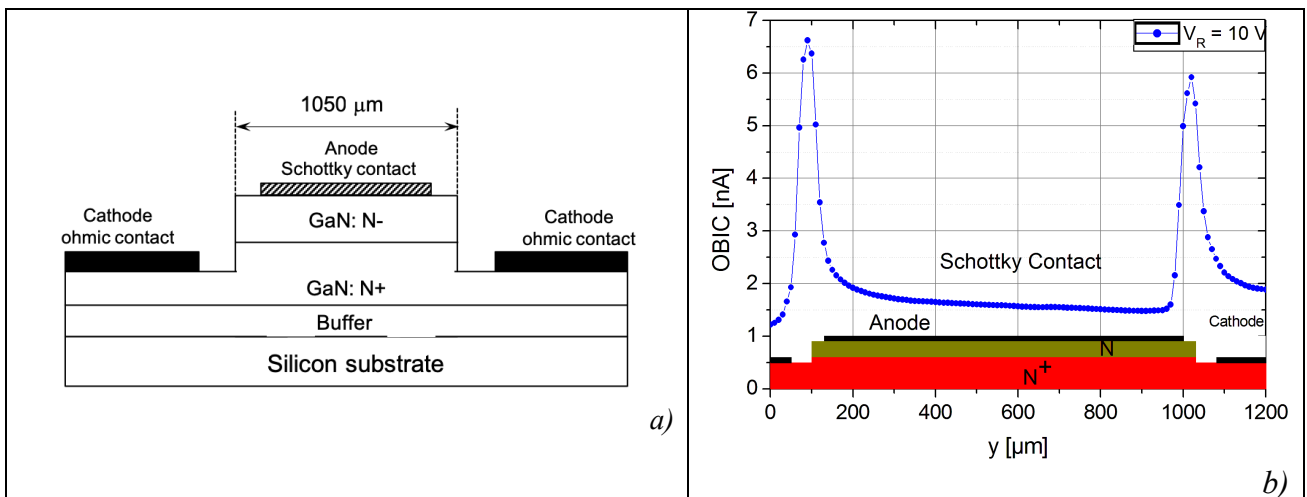 1050 μm
Anode
Schottky contact
GaN: N-
Cathode
ohmic contact
Cathode
ohmic contact
GaN: N+
Buffer
Silicon substrate
a)
OBIC [nA]
7
6
5
4
3
2
1
0
V_R = 10 V
Schottky Contact
Anode
Cathode
N
N⁺
0 200 400 600 800 1000 1200
y [μm]
b)